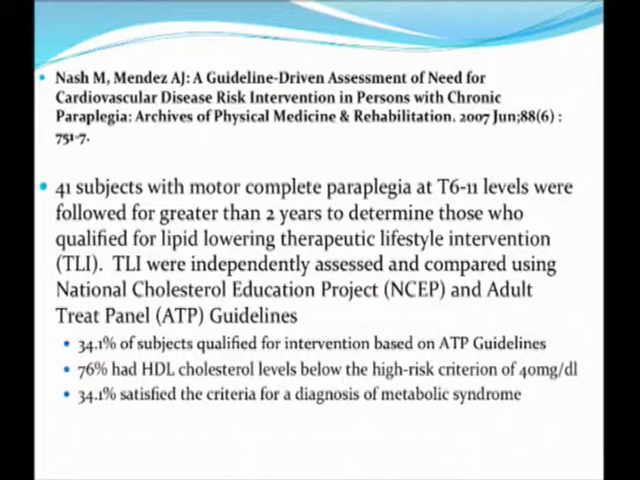 Nash M, Mendez AJ: A Guideline-Driven Assessment of Need for
Cardiovascular Disease Risk Intervention in Persons with Chronic
Paraplegia: Archives of Physical Medicine & Rehabilitation. 2007 Jun;88(6) :
751-7.
41 subjects with motor complete paraplegia at T6-11 levels were
followed for greater than 2 years to determine those who
qualified for lipid lowering therapeutic lifestyle intervention
(TLI). TLI were independently assessed and compared using
National Cholesterol Education Project (NCEP) and Adult
Treat Panel (ATP) Guidelines
34.1% of subjects qualified for intervention based on ATP Guidelines
76% had HDL cholesterol levels below the high-risk criterion of 40mg/dl
34.1% satisfied the criteria for a diagnosis of metabolic syndrome